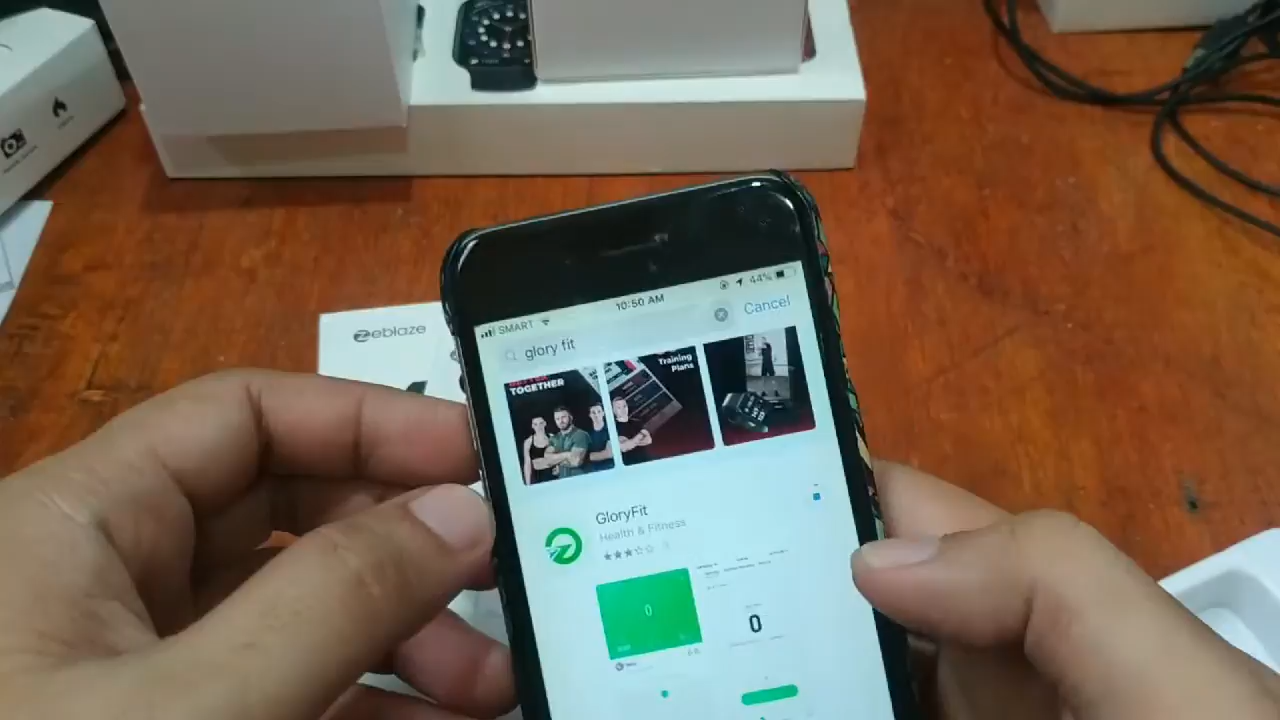 SMART
10:50 AM
44%
glory fit
Cancel
zeblaze
TOGETHER
Training
Plans
GloryFit
Health & Fitness
0
0